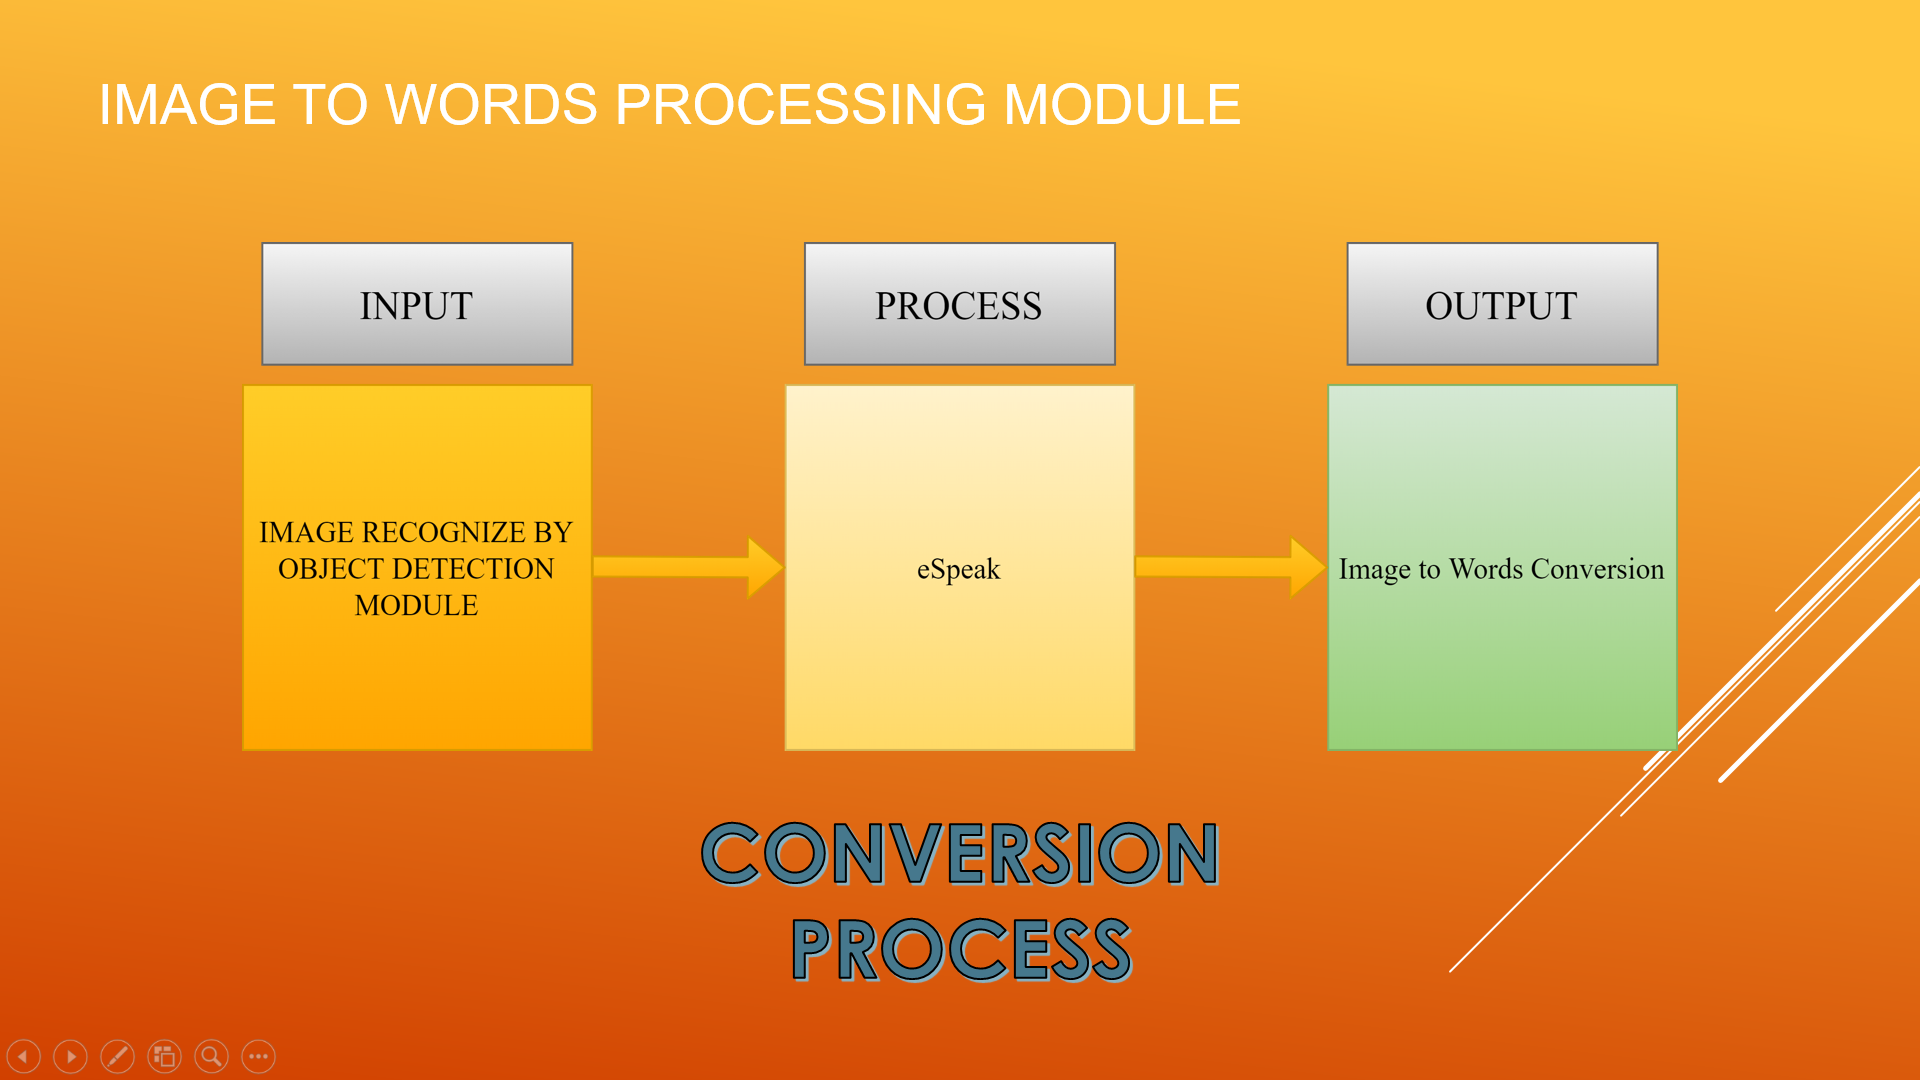 IMAGE TO WORDS PROCESSING MODULE
INPUT
PROCESS
OUTPUT
IMAGE RECOGNIZE BY
OBJECT DETECTION
MODULE
eSpeak
Image to Words Conversion
CONVERSION
PROCESS